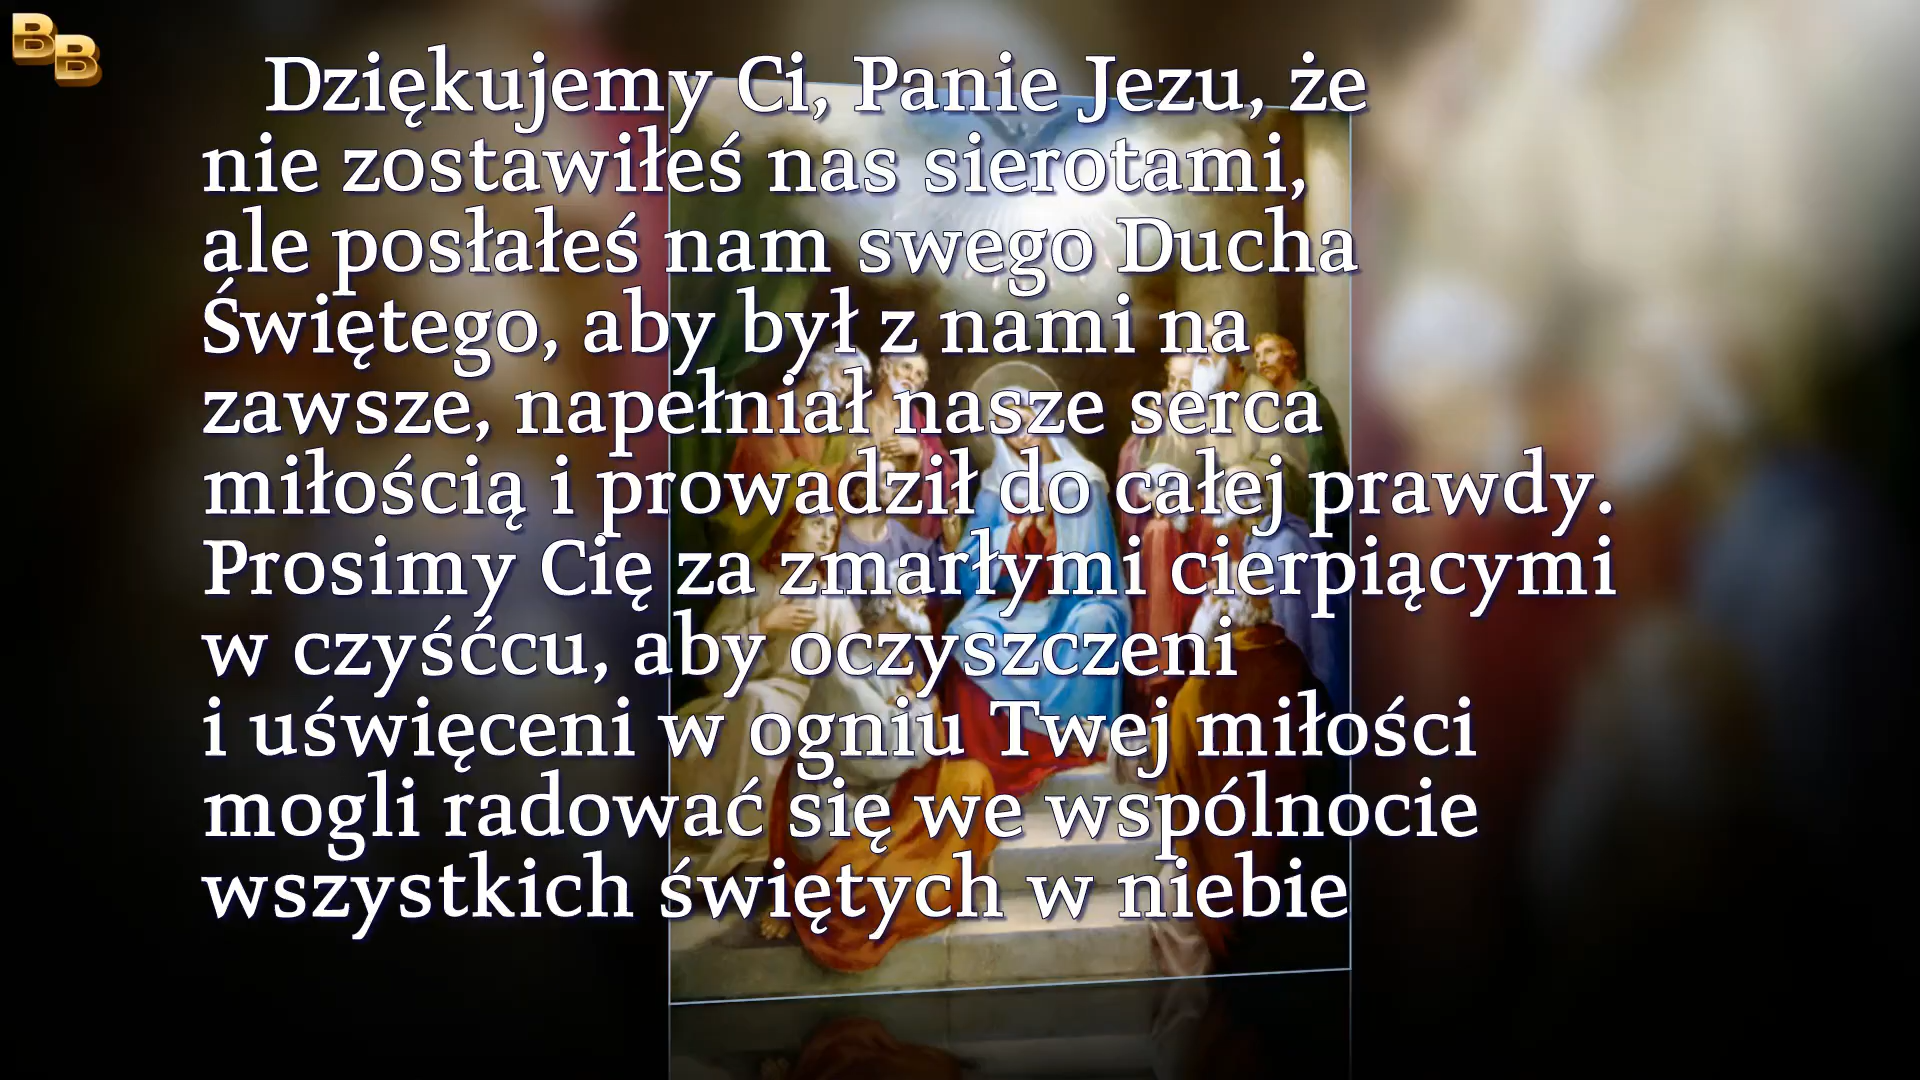 BB
Dziękujemy Ci, Panie Jezu, że
nie zostawiłeś nas sierotami,
ale posłałeś nam swego Ducha
Świętego, aby był z nami na
zawsze, napełniał nasze serca
miłością i prowadził do całej prawdy.
Prosimy Cię za zmarłymi cierpiącymi
w czyśćcu, aby oczyszczeni
i uświęceni w ogniu Twej miłości
mogli radować się we wspólnocie
wszystkich świętych w niebie